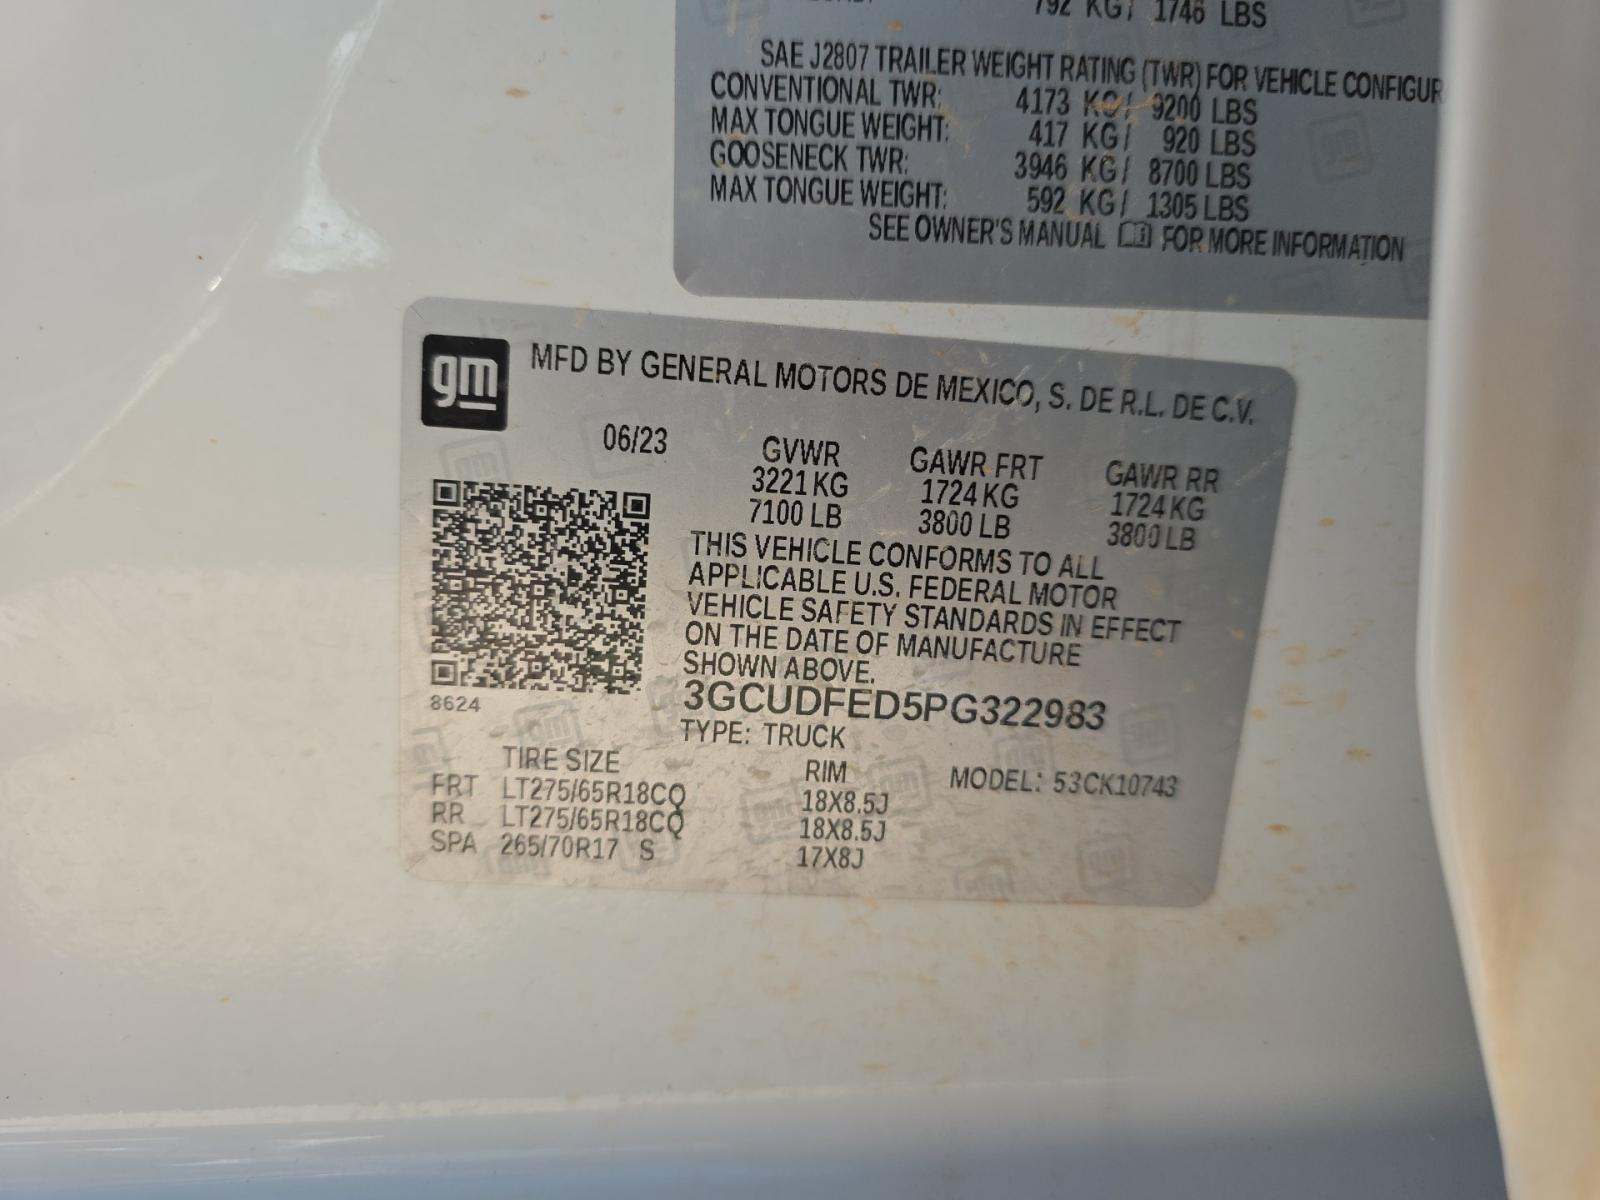 792 KG / 1746 LBS
SAE J2807 TRAILER WEIGHT RATING (TWR) FOR VEHICLE CONFIGUR
CONVENTIONAL TWR: 4173 KG / 9200 LBS
MAX TONGUE WEIGHT: 417 KG / 920 LBS
GOOSENECK TWR: 3946 KG / 8700 LBS
MAX TONGUE WEIGHT: 592 KG / 1305 LBS
SEE OWNER'S MANUAL FOR MORE INFORMATION
gm MFD BY GENERAL MOTORS DE MEXICO, S. DE R.L. DE C.V.
06/23 GVWR GAWR FRT GAWR RR
3221 KG 1724 KG 1724 KG
7100 LB 3800 LB 3800 LB
THIS VEHICLE CONFORMS TO ALL
APPLICABLE U.S. FEDERAL MOTOR
VEHICLE SAFETY STANDARDS IN EFFECT
ON THE DATE OF MANUFACTURE
SHOWN ABOVE.
8624 3GCUDFED5PG322983
TYPE: TRUCK
TIRE SIZE RIM MODEL: 53CK10743
FRT LT275/65R18CQ 18X8.5J
RR LT275/65R18CQ 18X8.5J
SPA 265/70R17 S 17X8J